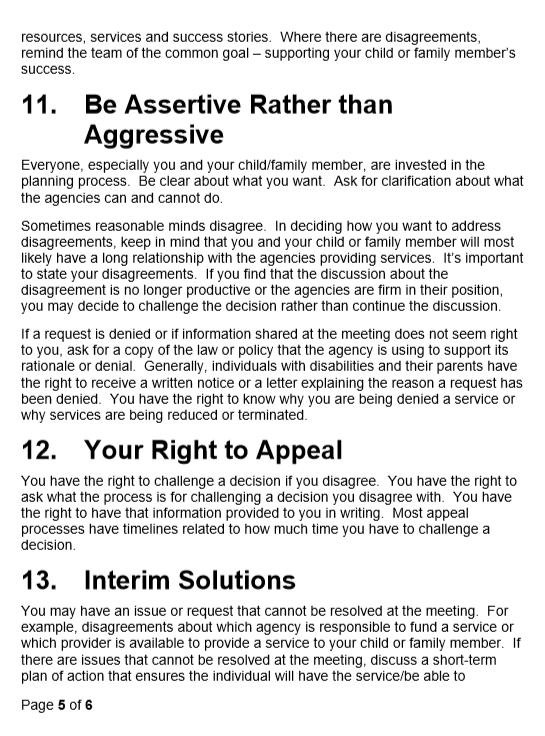 resources, services and success stories.  Where there are disagreements,
remind the team of the common goal – supporting your child or family member's
success.
11. Be Assertive Rather than
Aggressive
Everyone, especially you and your child/family member, are invested in the
planning process.  Be clear about what you want.  Ask for clarification about what
the agencies can and cannot do.
Sometimes reasonable minds disagree.  In deciding how you want to address
disagreements, keep in mind that you and your child or family member will most
likely have a long relationship with the agencies providing services.  It's important
to state your disagreements.  If you find that the discussion about the
disagreement is no longer productive or the agencies are firm in their position,
you may decide to challenge the decision rather than continue the discussion.
If a request is denied or if information shared at the meeting does not seem right
to you, ask for a copy of the law or policy that the agency is using to support its
rationale or denial.  Generally, individuals with disabilities and their parents have
the right to receive a written notice or a letter explaining the reason a request has
been denied.  You have the right to know why you are being denied a service or
why services are being reduced or terminated.
12. Your Right to Appeal
You have the right to challenge a decision if you disagree.  You have the right to
ask what the process is for challenging a decision you disagree with.  You have
the right to have that information provided to you in writing.  Most appeal
processes have timelines related to how much time you have to challenge a
decision.
13. Interim Solutions
You may have an issue or request that cannot be resolved at the meeting.  For
example, disagreements about which agency is responsible to fund a service or
which provider is available to provide a service to your child or family member.  If
there are issues that cannot be resolved at the meeting, discuss a short-term
plan of action that ensures the individual will have the service/be able to
Page 5 of 6